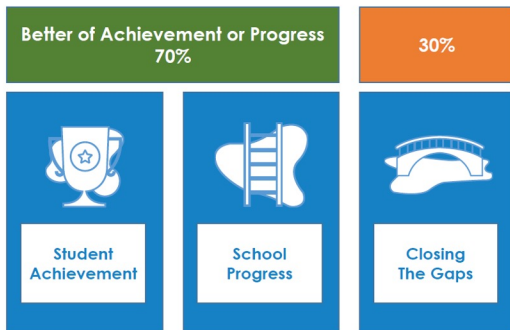 Better of Achievement or Progress
70%
30%
Student
Achievement
School
Progress
Closing
The Gaps